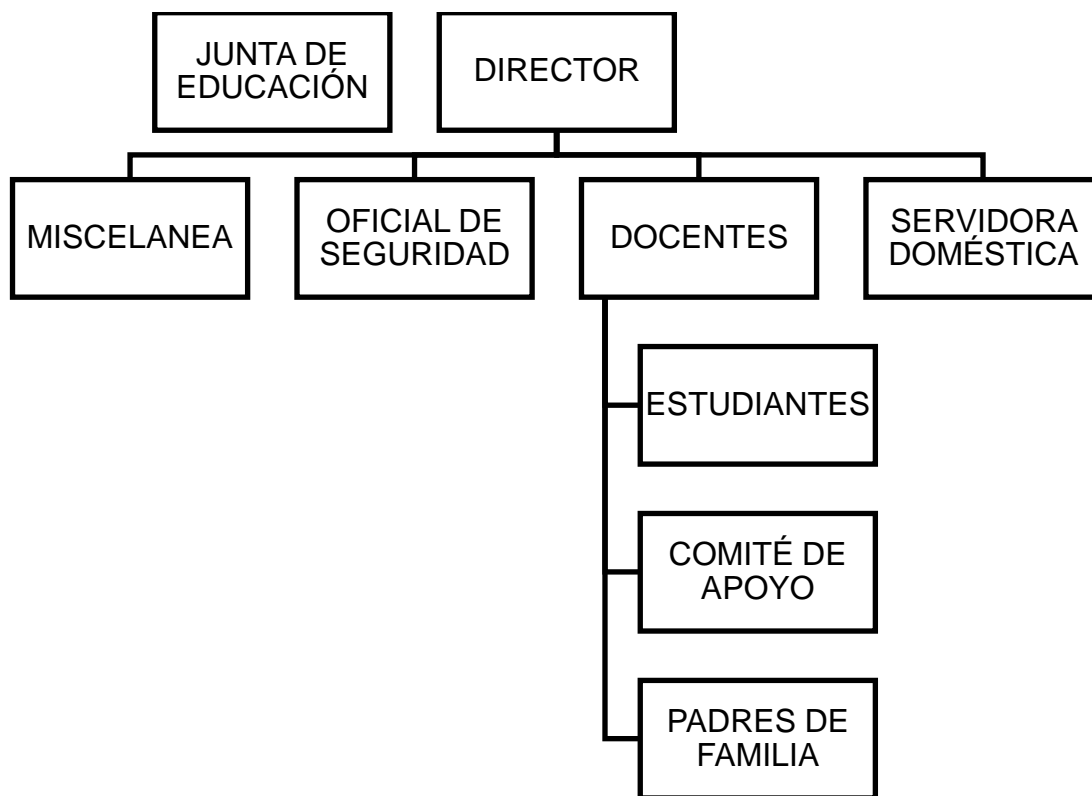 JUNTA DE
EDUCACIÓN
DIRECTOR
MISCELANEA
OFICIAL DE
SEGURIDAD
DOCENTES
SERVIDORA
DOMÉSTICA
ESTUDIANTES
COMITÉ DE
APOYO
PADRES DE
FAMILIA